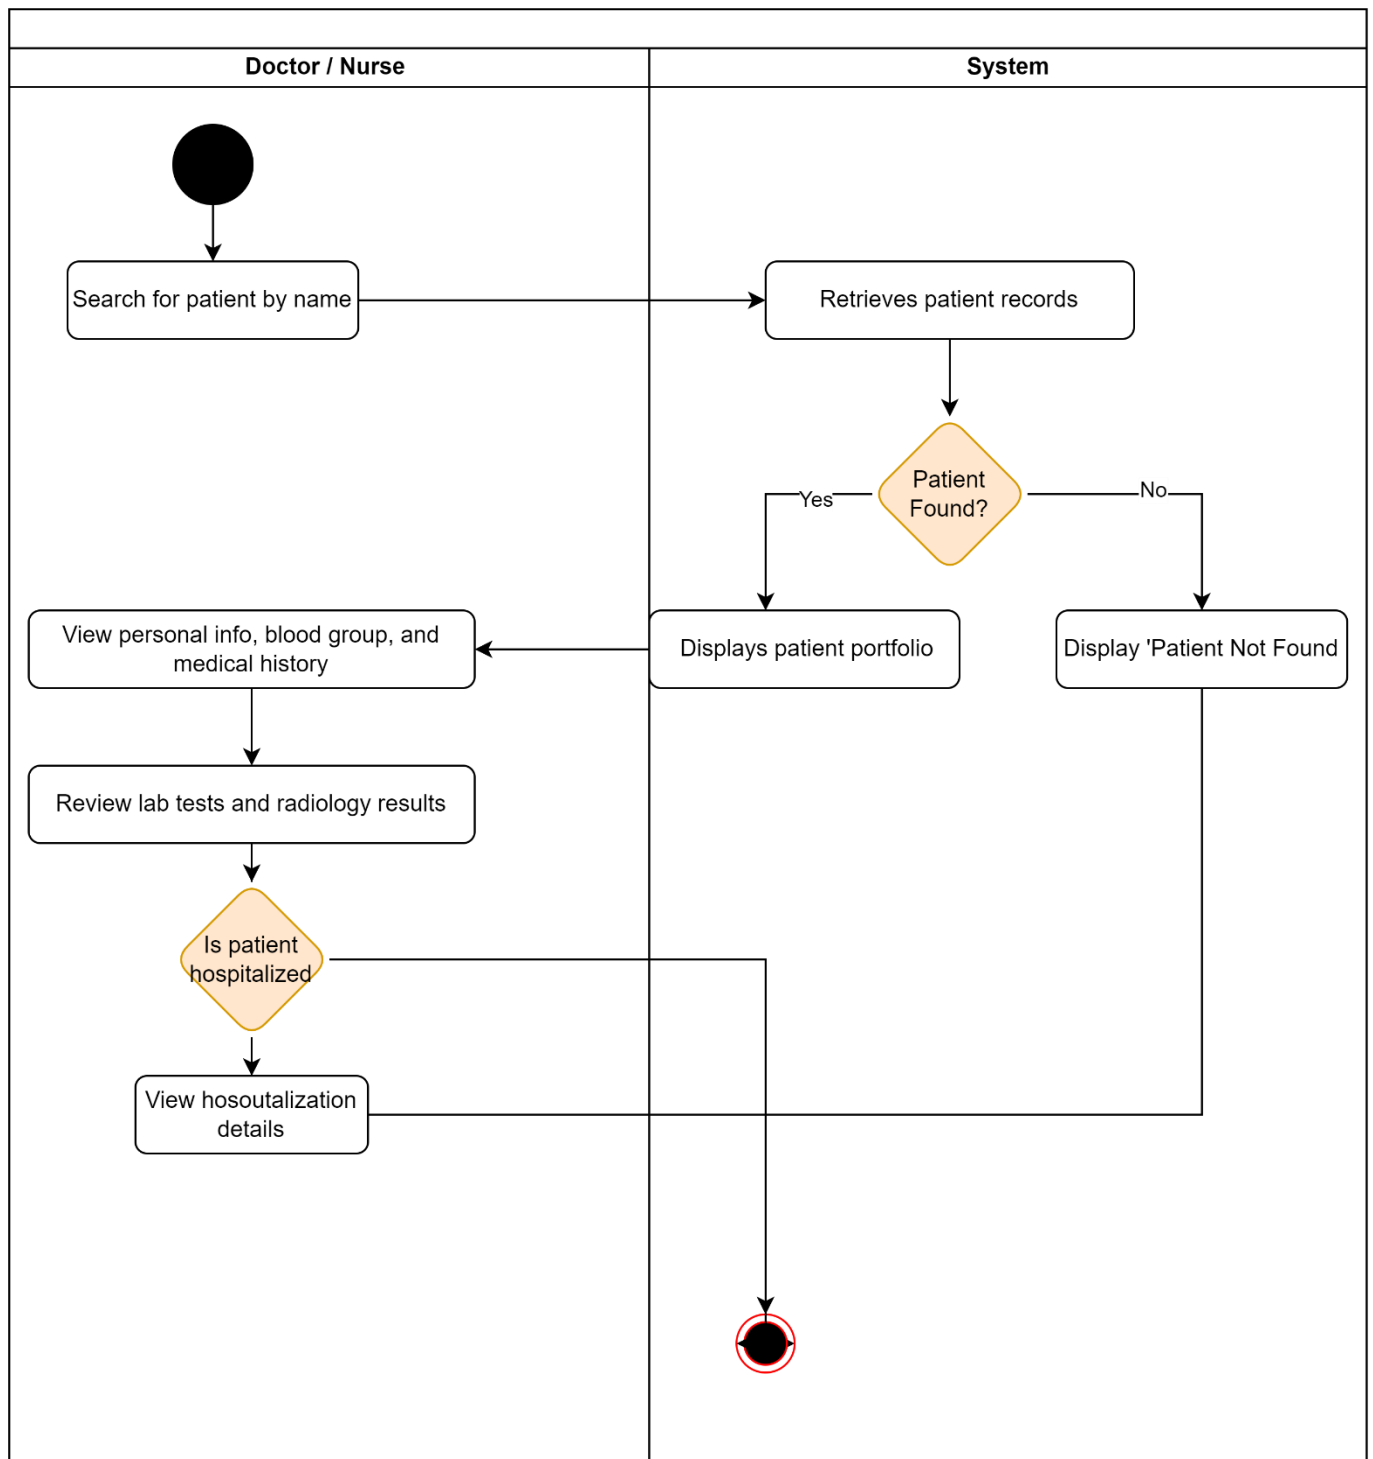 Doctor / Nurse
System
Search for patient by name
Retrieves patient records
Patient
Found?
Yes
No
View personal info, blood group, and
medical history
Displays patient portfolio
Display 'Patient Not Found
Review lab tests and radiology results
Is patient
hospitalized
View hosoutalization
details